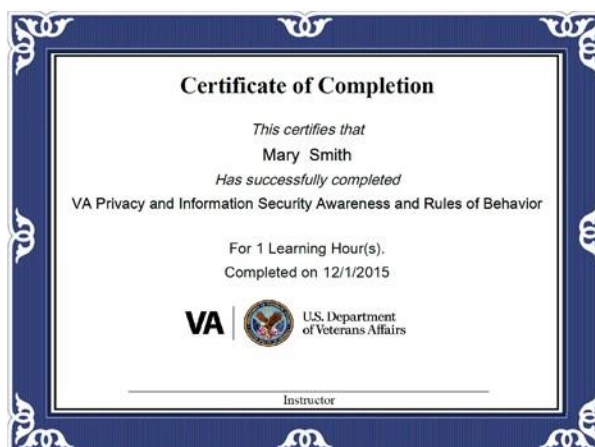 Certificate of Completion
This certifies that
Mary Smith
Has successfully completed
VA Privacy and Information Security Awareness and Rules of Behavior
For 1 Learning Hour(s).
Completed on 12/1/2015
VA
U.S. Department
of Veterans Affairs
Instructor